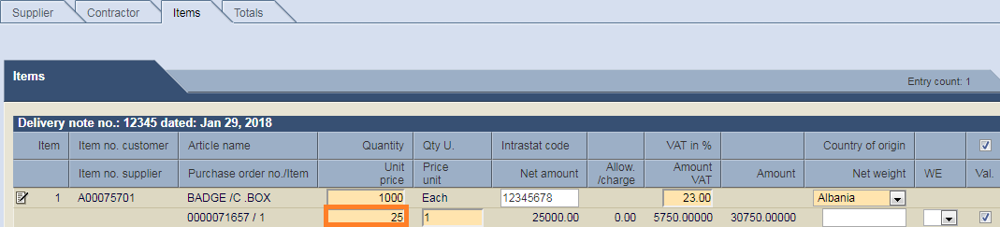 Supplier Contractor Items Totals
Items
Entry count: 1
Delivery note no.: 12345 dated: Jan 29, 2018
Item Item no. customer Article name Quantity Qty U. Intrastat code VAT in % Country of origin
Item no. supplier Purchase order no./Item Unit price Price unit Net amount Allow. /charge Amount VAT Amount Net weight WE Val.
1 A00075701 BADGE /C .BOX 1000 Each 12345678 23.00 Albania
0000071657 / 1 25 1 25000.00 0.00 5750.00000 30750.00000